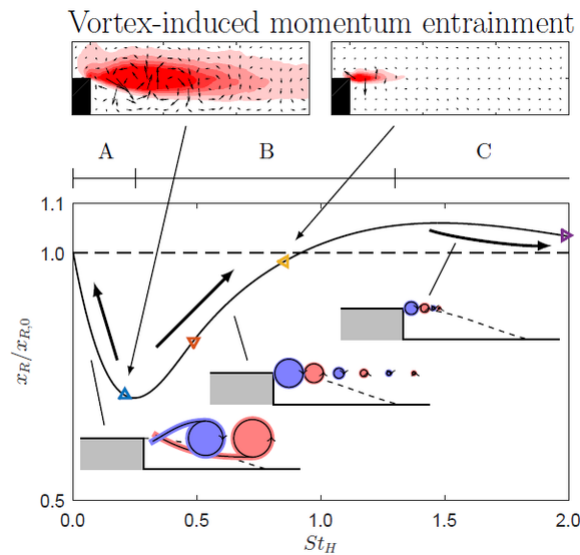 Vortex-induced momentum entrainment
A B C
1.1
1.0
0.5
x_R/x_{R,0}
0.0 0.5 1.0 1.5 2.0
St_H